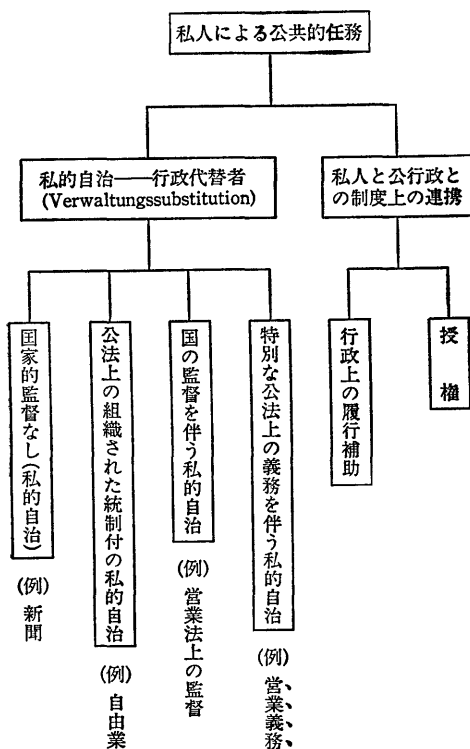 私人による公共的任務
私的自治——行政代替者
(Verwaltungssubstitution)
私人と公行政と
の制度上の連携
国家的監督なし(私的自治)
(例) 新聞
公法上の組織された統制付の私的自治
(例) 自由業
国の監督を伴う私的自治
(例) 営業法上の監督
特別な公法上の義務を伴う私的自治
(例) 営業義務、
行政上の履行補助
授権